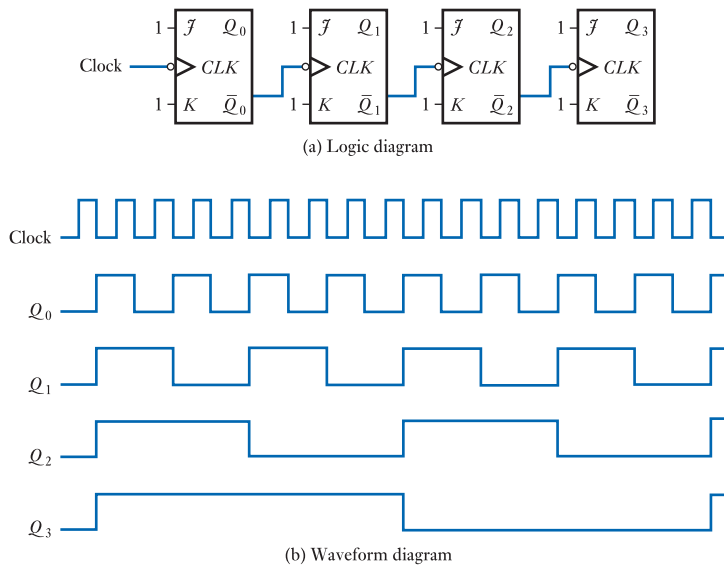 1 J Q₀ 1 J Q₁ 1 J Q₂ 1 J Q₃
Clock CLK CLK CLK CLK
1 K Q̄₀ 1 K Q̄₁ 1 K Q̄₂ 1 K Q̄₃
(a) Logic diagram
Clock
Q₀
Q₁
Q₂
Q₃
(b) Waveform diagram